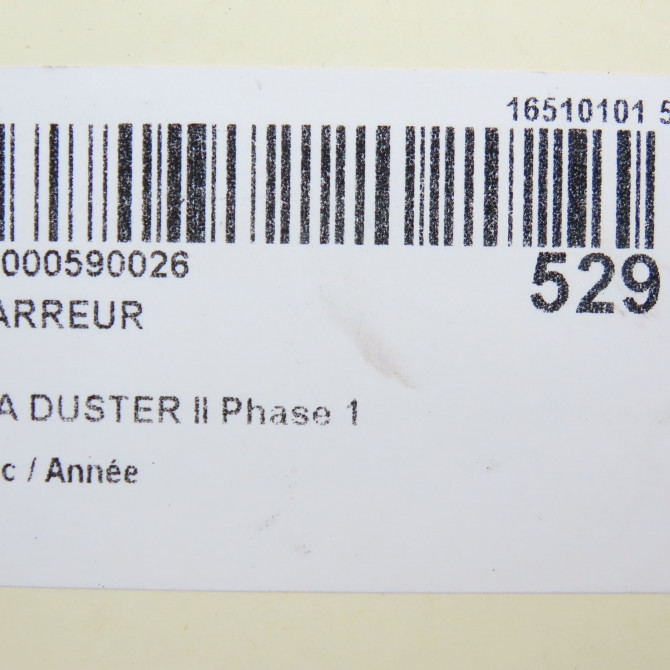 16510101 5
000590026
529
ARREUR
A DUSTER II Phase 1
c / Année